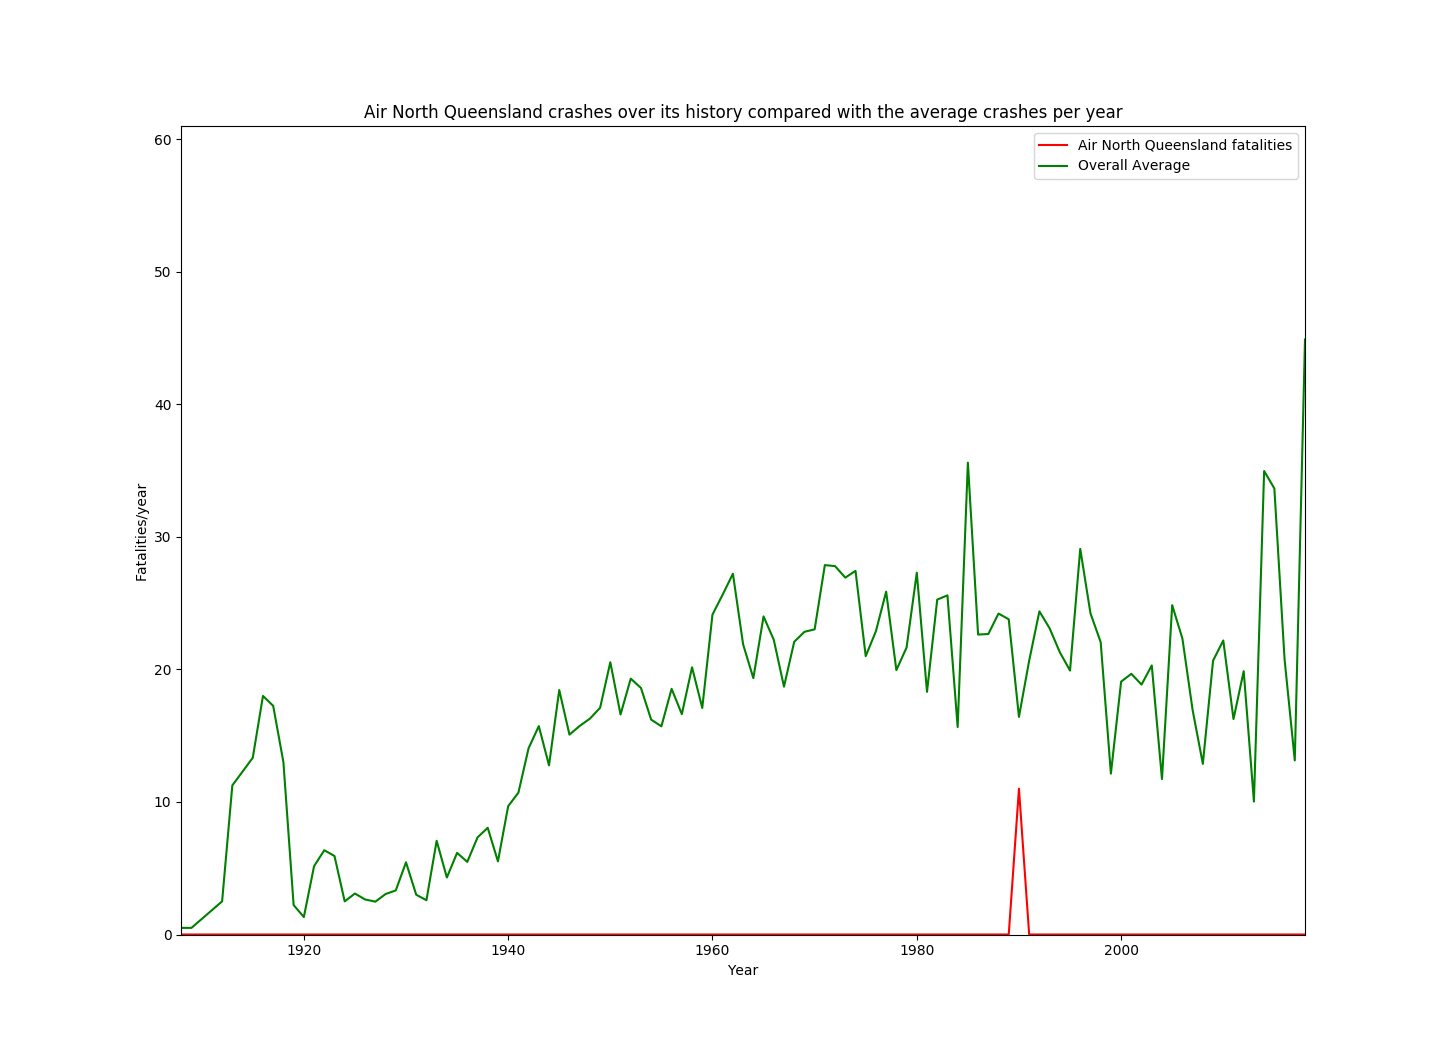 Air North Queensland crashes over its history compared with the average crashes per year
Air North Queensland fatalities
Overall Average
Fatalities/year
60
50
40
30
20
10
0
1920 1940 1960 1980 2000
Year